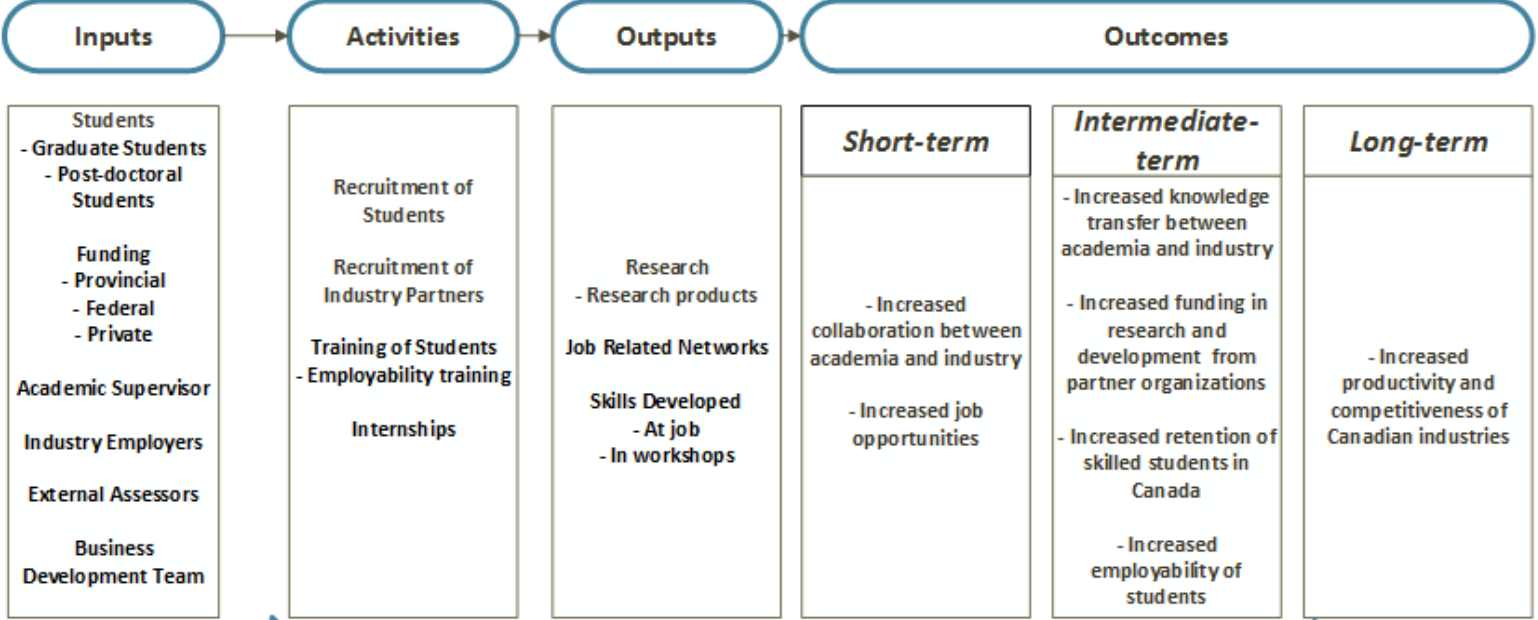 Inputs
Activities
Outputs
Outcomes
Students
- Graduate Students
- Post-doctoral
Students
Funding
- Provincial
- Federal
- Private
Academic Supervisor
Industry Employers
External Assessors
Business
Development Team
Recruitment of
Students
Recruitment of
Industry Partners
Training of Students
- Employability training
Internships
Research
- Research products
Job Related Networks
Skills Developed
- At job
- In workshops
Short-term
- Increased
collaboration between
academia and industry
- Increased job
opportunities
Intermediate-
term
- Increased knowledge
transfer between
academia and industry
- Increased funding in
research and
development from
partner organizations
- Increased retention of
skilled students in
Canada
- Increased
employability of
students
Long-term
- Increased
productivity and
competitiveness of
Canadian industries